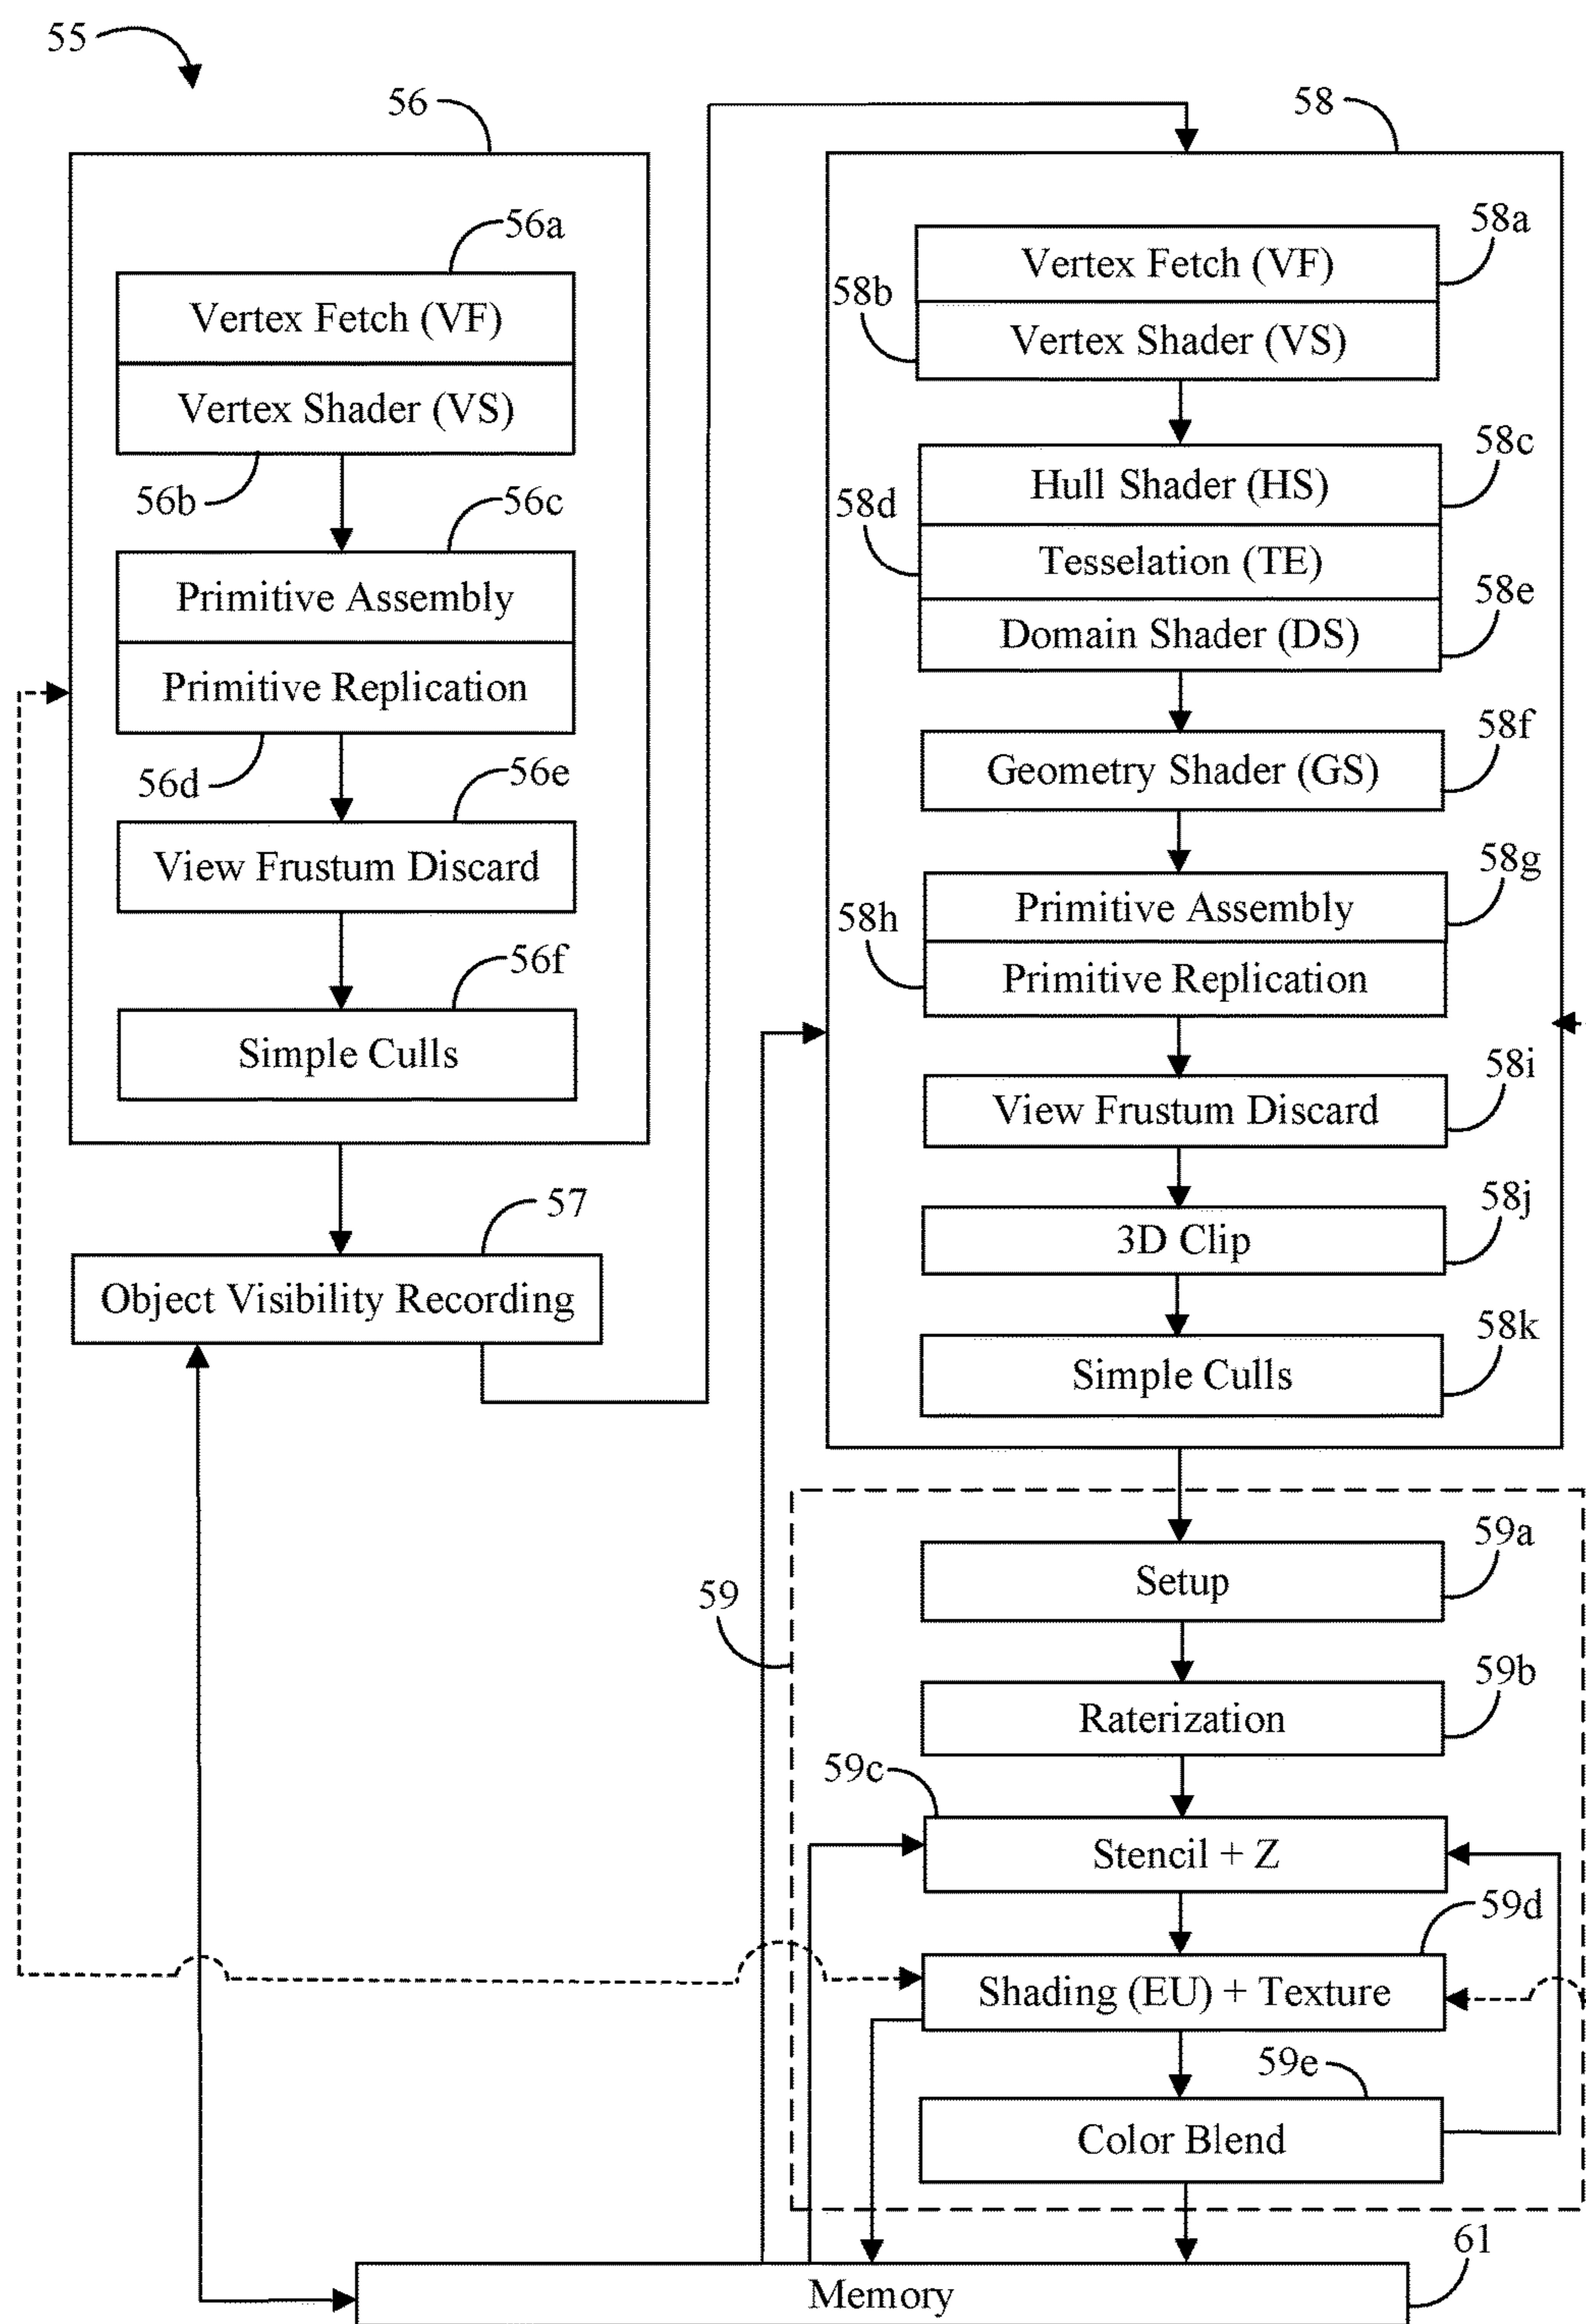 55
56
56a
Vertex Fetch (VF)
Vertex Shader (VS)
56b
56c
Primitive Assembly
Primitive Replication
56d
56e
View Frustum Discard
56f
Simple Culls
57
Object Visibility Recording
58
58a
Vertex Fetch (VF)
58b
Vertex Shader (VS)
58c
Hull Shader (HS)
58d
Tesselation (TE)
58e
Domain Shader (DS)
58f
Geometry Shader (GS)
58g
Primitive Assembly
58h
Primitive Replication
58i
View Frustum Discard
58j
3D Clip
58k
Simple Culls
59
59a
Setup
59b
Raterization
59c
Stencil + Z
59d
Shading (EU) + Texture
59e
Color Blend
61
Memory